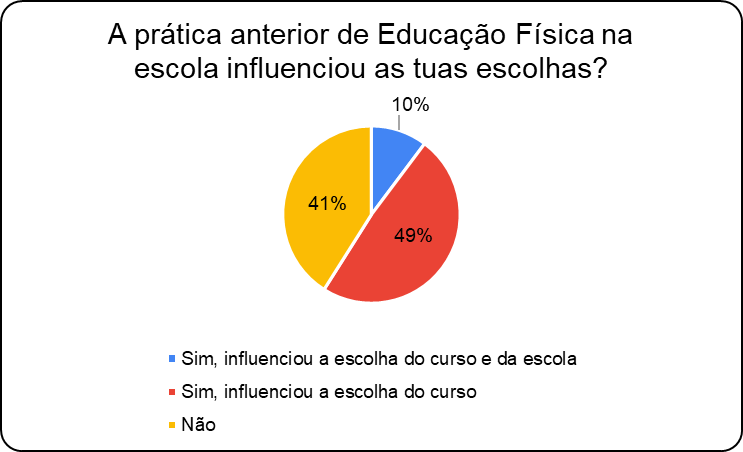 A prática anterior de Educação Física na
escola influenciou as tuas escolhas?
10%
41%
49%
Sim, influenciou a escolha do curso e da escola
Sim, influenciou a escolha do curso
Não